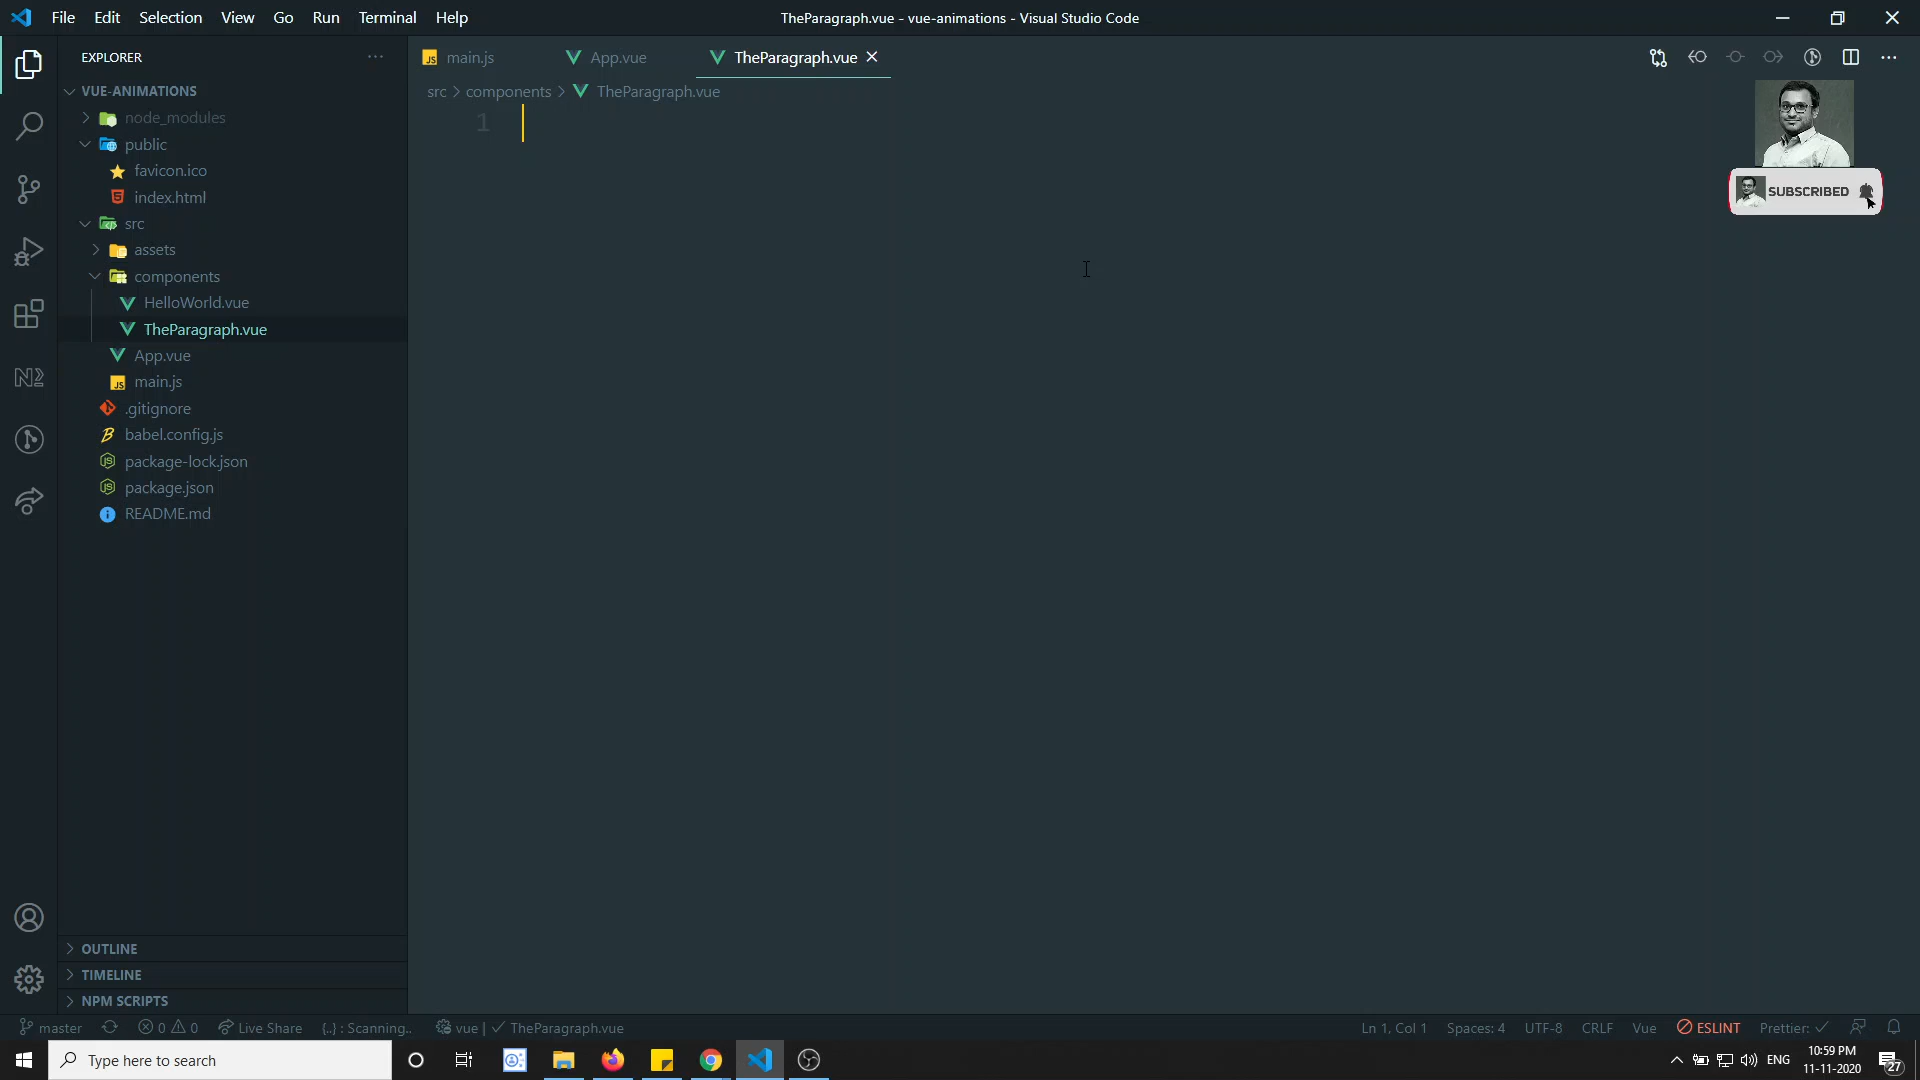 File Edit Selection View Go Run Terminal Help
TheParagraph.vue - vue-animations - Visual Studio Code
EXPLORER
main.js
App.vue
TheParagraph.vue
src > components > TheParagraph.vue
1
VUE-ANIMATIONS
node_modules
public
favicon.ico
index.html
src
assets
components
HelloWorld.vue
TheParagraph.vue
App.vue
main.js
.gitignore
babel.config.js
package-lock.json
package.json
README.md
SUBSCRIBED
OUTLINE
TIMELINE
NPM SCRIPTS
master
0 0
Live Share
{..} : Scanning..
vue | ✓ TheParagraph.vue
Ln 1, Col 1
Spaces: 4
UTF-8
CRLF
Vue
ESLINT
Prettier: ✓
Type here to search
ENG
10:59 PM
11-11-2020
27